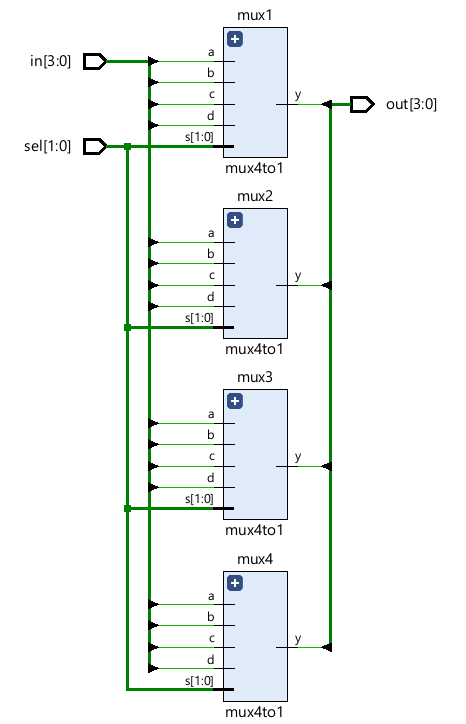 mux1
in[3:0]
a
b
c
d
y
out[3:0]
sel[1:0]
s[1:0]
mux4to1
mux2
a
b
c
d
y
s[1:0]
mux4to1
mux3
a
b
c
d
y
s[1:0]
mux4to1
mux4
a
b
c
d
y
s[1:0]
mux4to1